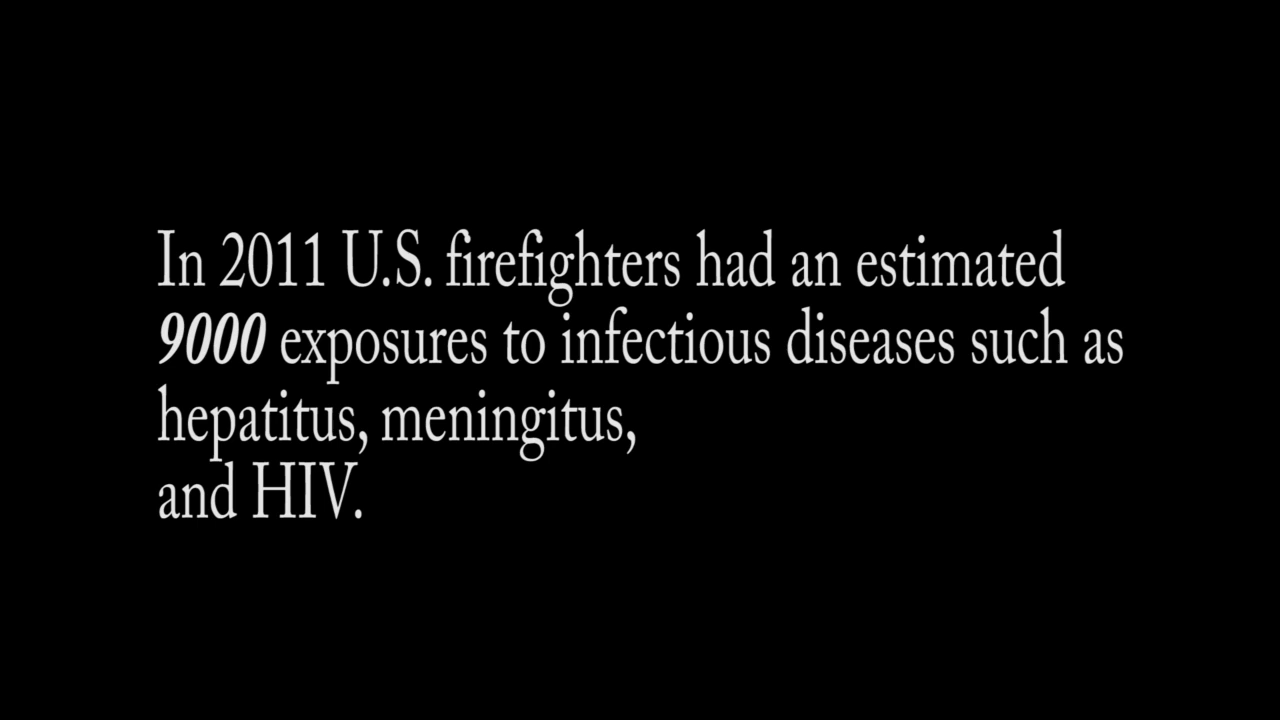 In 2011 U.S. firefighters had an estimated
9000 exposures to infectious diseases such as
hepatitus, meningitus,
and HIV.